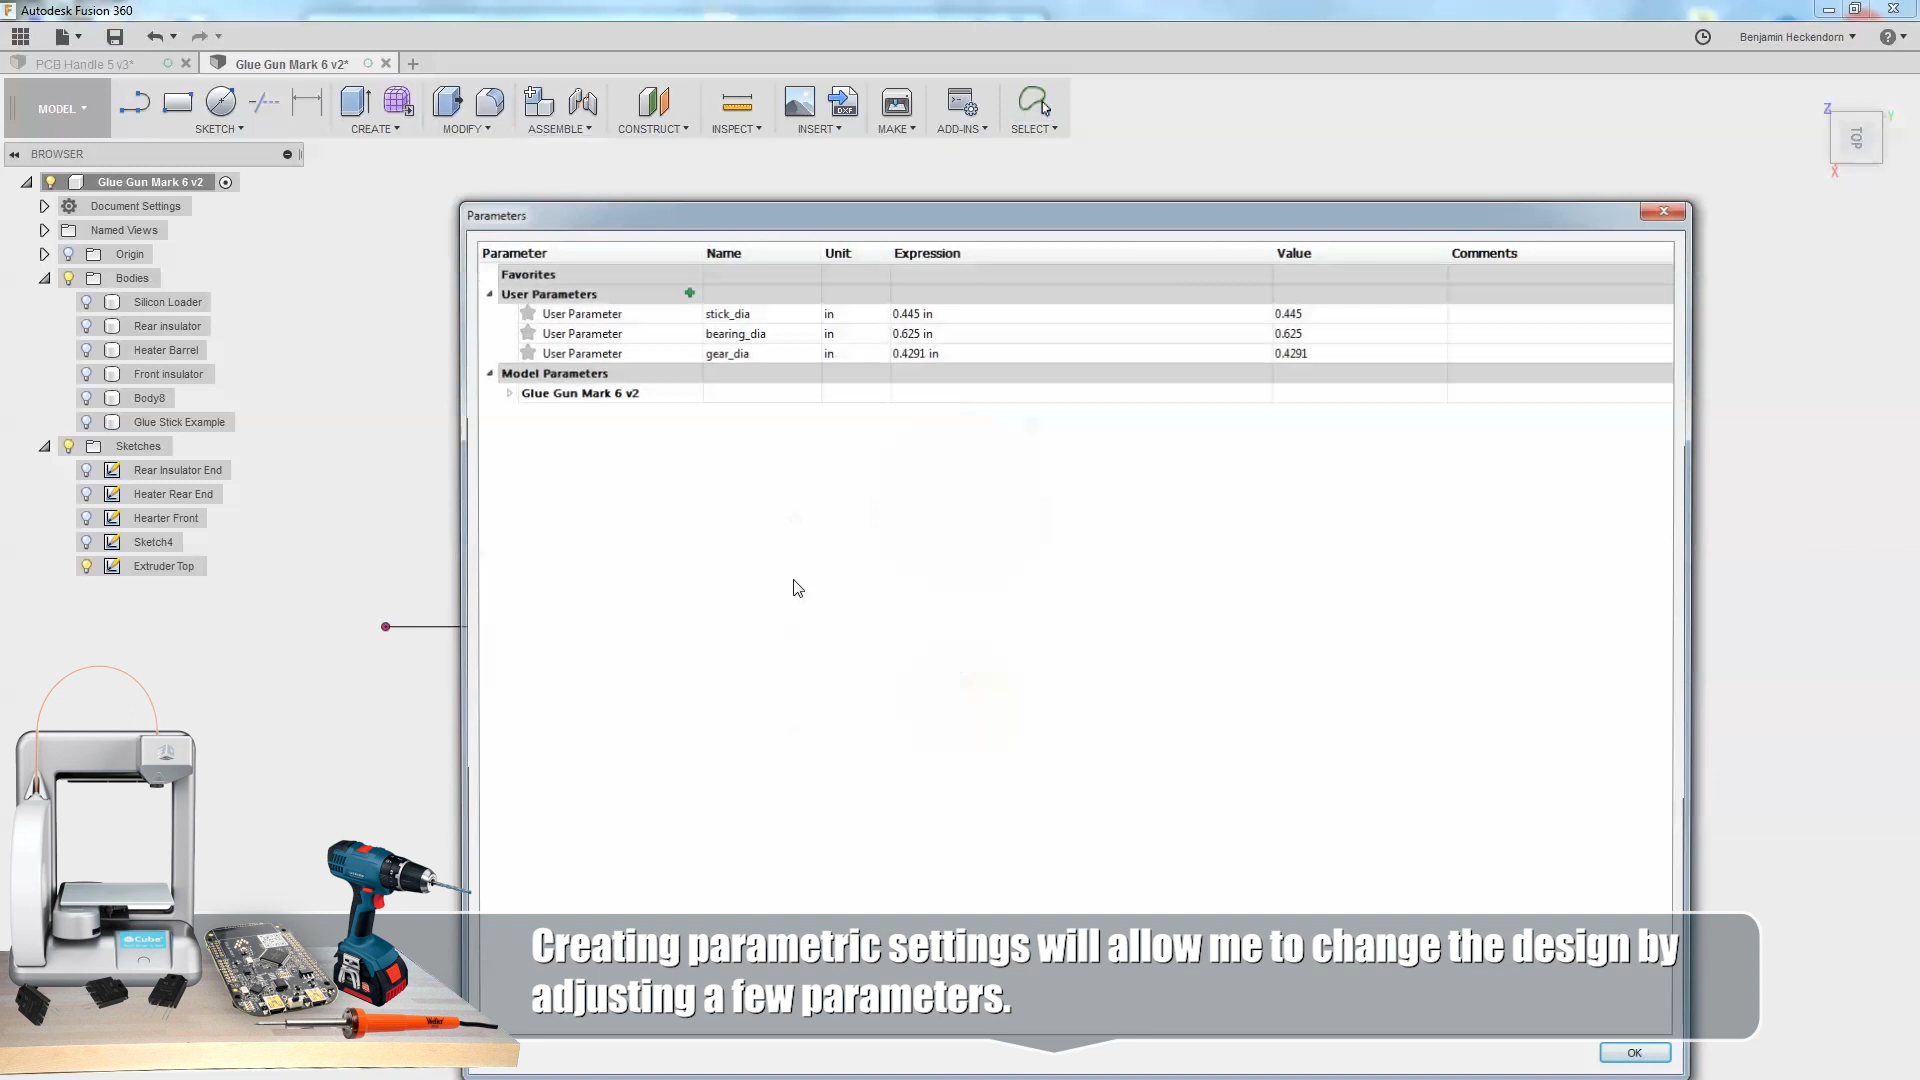 Autodesk Fusion 360
Benjamin Heckendorn
PCB Handle 5 v3*
Glue Gun Mark 6 v2*
MODEL
SKETCH
CREATE
MODIFY
ASSEMBLE
CONSTRUCT
INSPECT
INSERT
MAKE
ADD-INS
SELECT
DXF
Z
Y
TOP
X
BROWSER
Glue Gun Mark 6 v2
Document Settings
Named Views
Origin
Bodies
Silicon Loader
Rear insulator
Heater Barrel
Front insulator
Body8
Glue Stick Example
Sketches
Rear Insulator End
Heater Rear End
Hearter Front
Sketch4
Extruder Top
Parameters
Parameter Name Unit Expression Value Comments
Favorites
User Parameters
User Parameter stick_dia in 0.445 in 0.445
User Parameter bearing_dia in 0.625 in 0.625
User Parameter gear_dia in 0.4291 in 0.4291
Model Parameters
Glue Gun Mark 6 v2
Cube
Weller
Creating parametric settings will allow me to change the design by
adjusting a few parameters.
OK